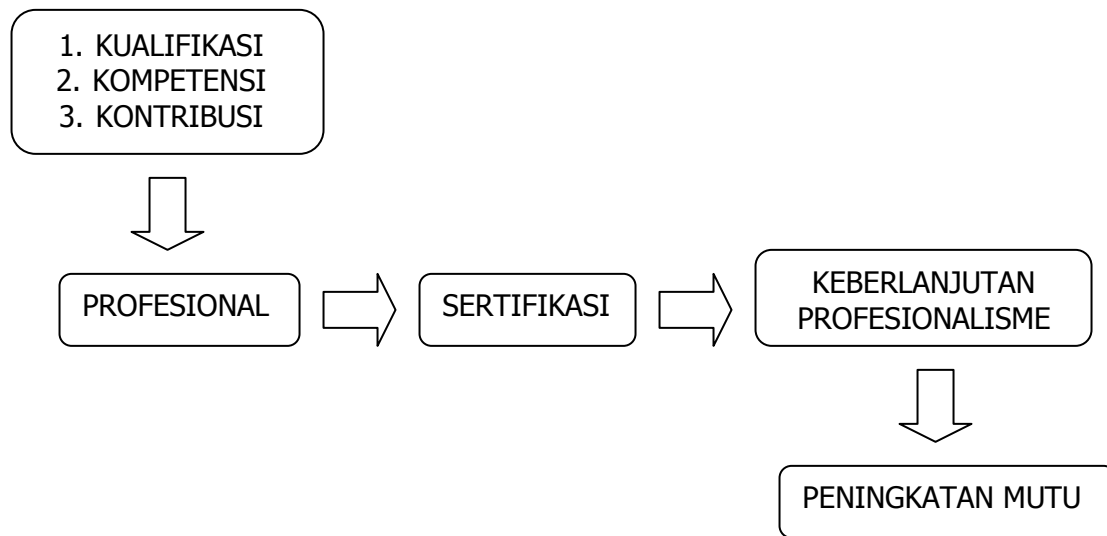 1. KUALIFIKASI
2. KOMPETENSI
3. KONTRIBUSI
PROFESIONAL
SERTIFIKASI
KEBERLANJUTAN
PROFESIONALISME
PENINGKATAN MUTU